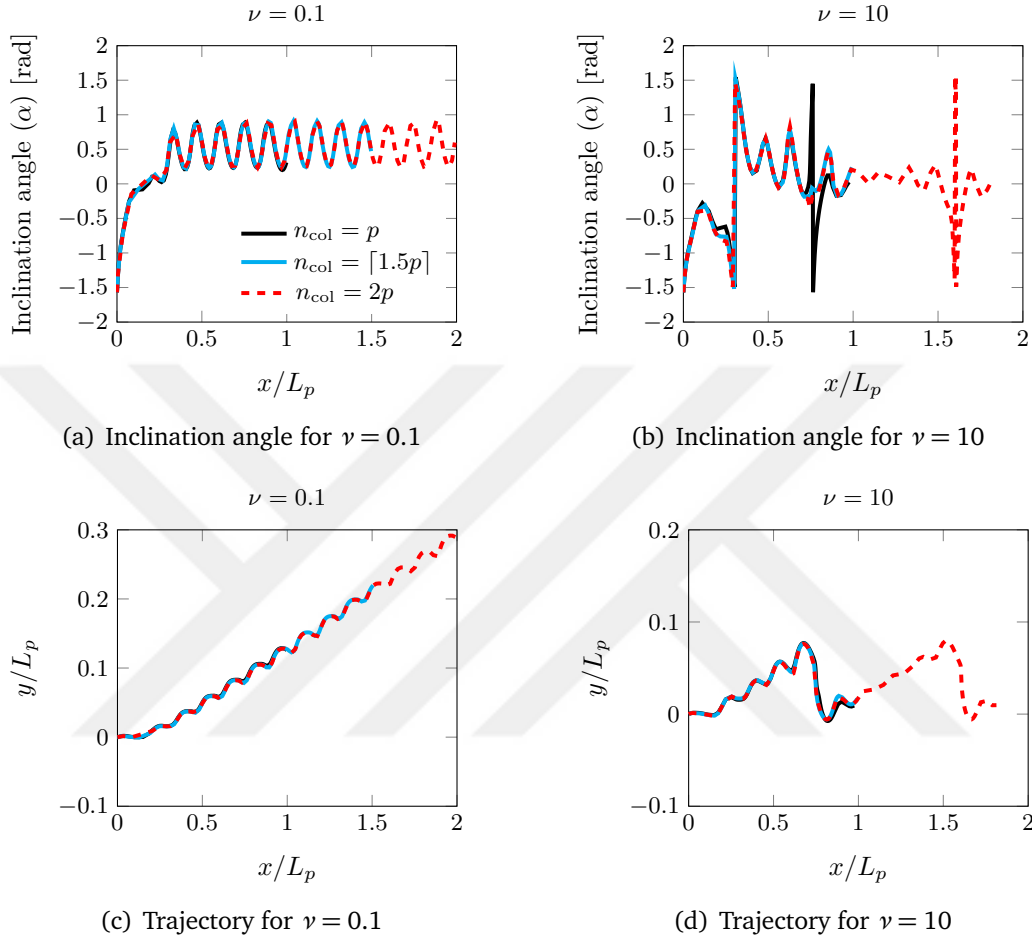 ν = 0.1
Inclination angle (α) [rad]
2
1.5
1
0.5
0
−0.5
−1
−1.5
−2
n_col = p
n_col = ⌈1.5p⌉
n_col = 2p
0 0.5 1 1.5 2
x/L_p
(a) Inclination angle for ν = 0.1
ν = 10
Inclination angle (α) [rad]
2
1.5
1
0.5
0
−0.5
−1
−1.5
−2
0 0.5 1 1.5 2
x/L_p
(b) Inclination angle for ν = 10
ν = 0.1
y/L_p
0.3
0.2
0.1
0
−0.1
0 0.5 1 1.5 2
x/L_p
(c) Trajectory for ν = 0.1
ν = 10
y/L_p
0.2
0.1
0
−0.1
0 0.5 1 1.5 2
x/L_p
(d) Trajectory for ν = 10